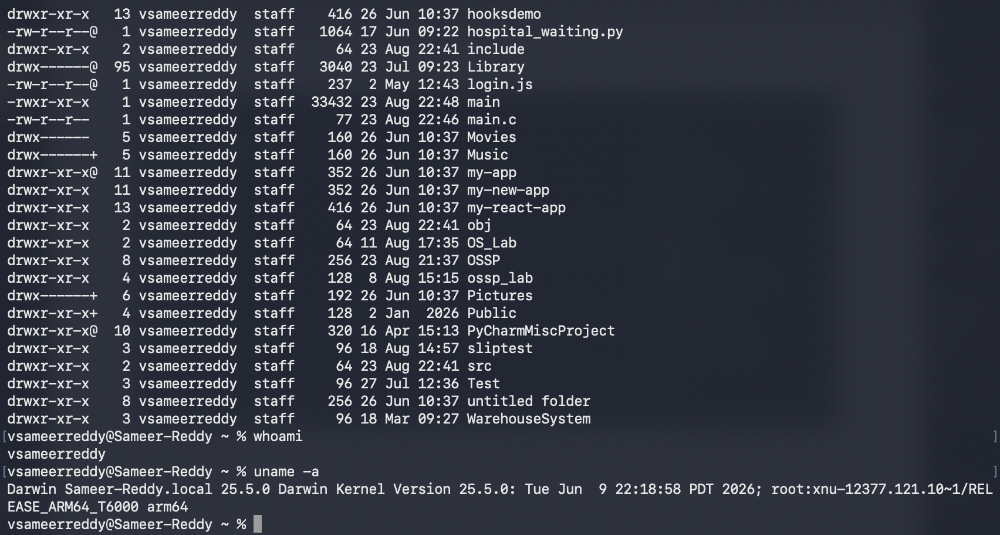 drwxr-xr-x   13 vsameerreddy  staff    416 26 Jun 10:37 hooksdemo
-rw-r--r--@   1 vsameerreddy  staff   1064 17 Jun 09:22 hospital_waiting.py
drwxr-xr-x    2 vsameerreddy  staff     64 23 Aug 22:41 include
drwx------@  95 vsameerreddy  staff   3040 23 Jul 09:23 Library
-rw-r--r--@   1 vsameerreddy  staff    237  2 May 12:43 login.js
-rwxr-xr-x    1 vsameerreddy  staff  33432 23 Aug 22:48 main
-rw-r--r--    1 vsameerreddy  staff     77 23 Aug 22:46 main.c
drwx------    5 vsameerreddy  staff    160 26 Jun 10:37 Movies
drwx------+   5 vsameerreddy  staff    160 26 Jun 10:37 Music
drwxr-xr-x@  11 vsameerreddy  staff    352 26 Jun 10:37 my-app
drwxr-xr-x   11 vsameerreddy  staff    352 26 Jun 10:37 my-new-app
drwxr-xr-x   13 vsameerreddy  staff    416 26 Jun 10:37 my-react-app
drwxr-xr-x    2 vsameerreddy  staff     64 23 Aug 22:41 obj
drwxr-xr-x    2 vsameerreddy  staff     64 11 Aug 17:35 OS_Lab
drwxr-xr-x    8 vsameerreddy  staff    256 23 Aug 21:37 OSSP
drwxr-xr-x    4 vsameerreddy  staff    128  8 Aug 15:15 ossp_lab
drwx------+   6 vsameerreddy  staff    192 26 Jun 10:37 Pictures
drwxr-xr-x+   4 vsameerreddy  staff    128  2 Jan  2026 Public
drwxr-xr-x@  10 vsameerreddy  staff    320 16 Apr 15:13 PyCharmMiscProject
drwxr-xr-x    3 vsameerreddy  staff     96 18 Aug 14:57 sliptest
drwxr-xr-x    2 vsameerreddy  staff     64 23 Aug 22:41 src
drwxr-xr-x    3 vsameerreddy  staff     96 27 Jul 12:36 Test
drwxr-xr-x    8 vsameerreddy  staff    256 26 Jun 10:37 untitled folder
drwxr-xr-x    3 vsameerreddy  staff     96 18 Mar 09:27 WarehouseSystem
[vsameerreddy@Sameer-Reddy ~ % whoami ]
vsameerreddy
[vsameerreddy@Sameer-Reddy ~ % uname -a ]
Darwin Sameer-Reddy.local 25.5.0 Darwin Kernel Version 25.5.0: Tue Jun  9 22:18:58 PDT 2026; root:xnu-12377.121.10~1/REL
EASE_ARM64_T6000 arm64
vsameerreddy@Sameer-Reddy ~ %